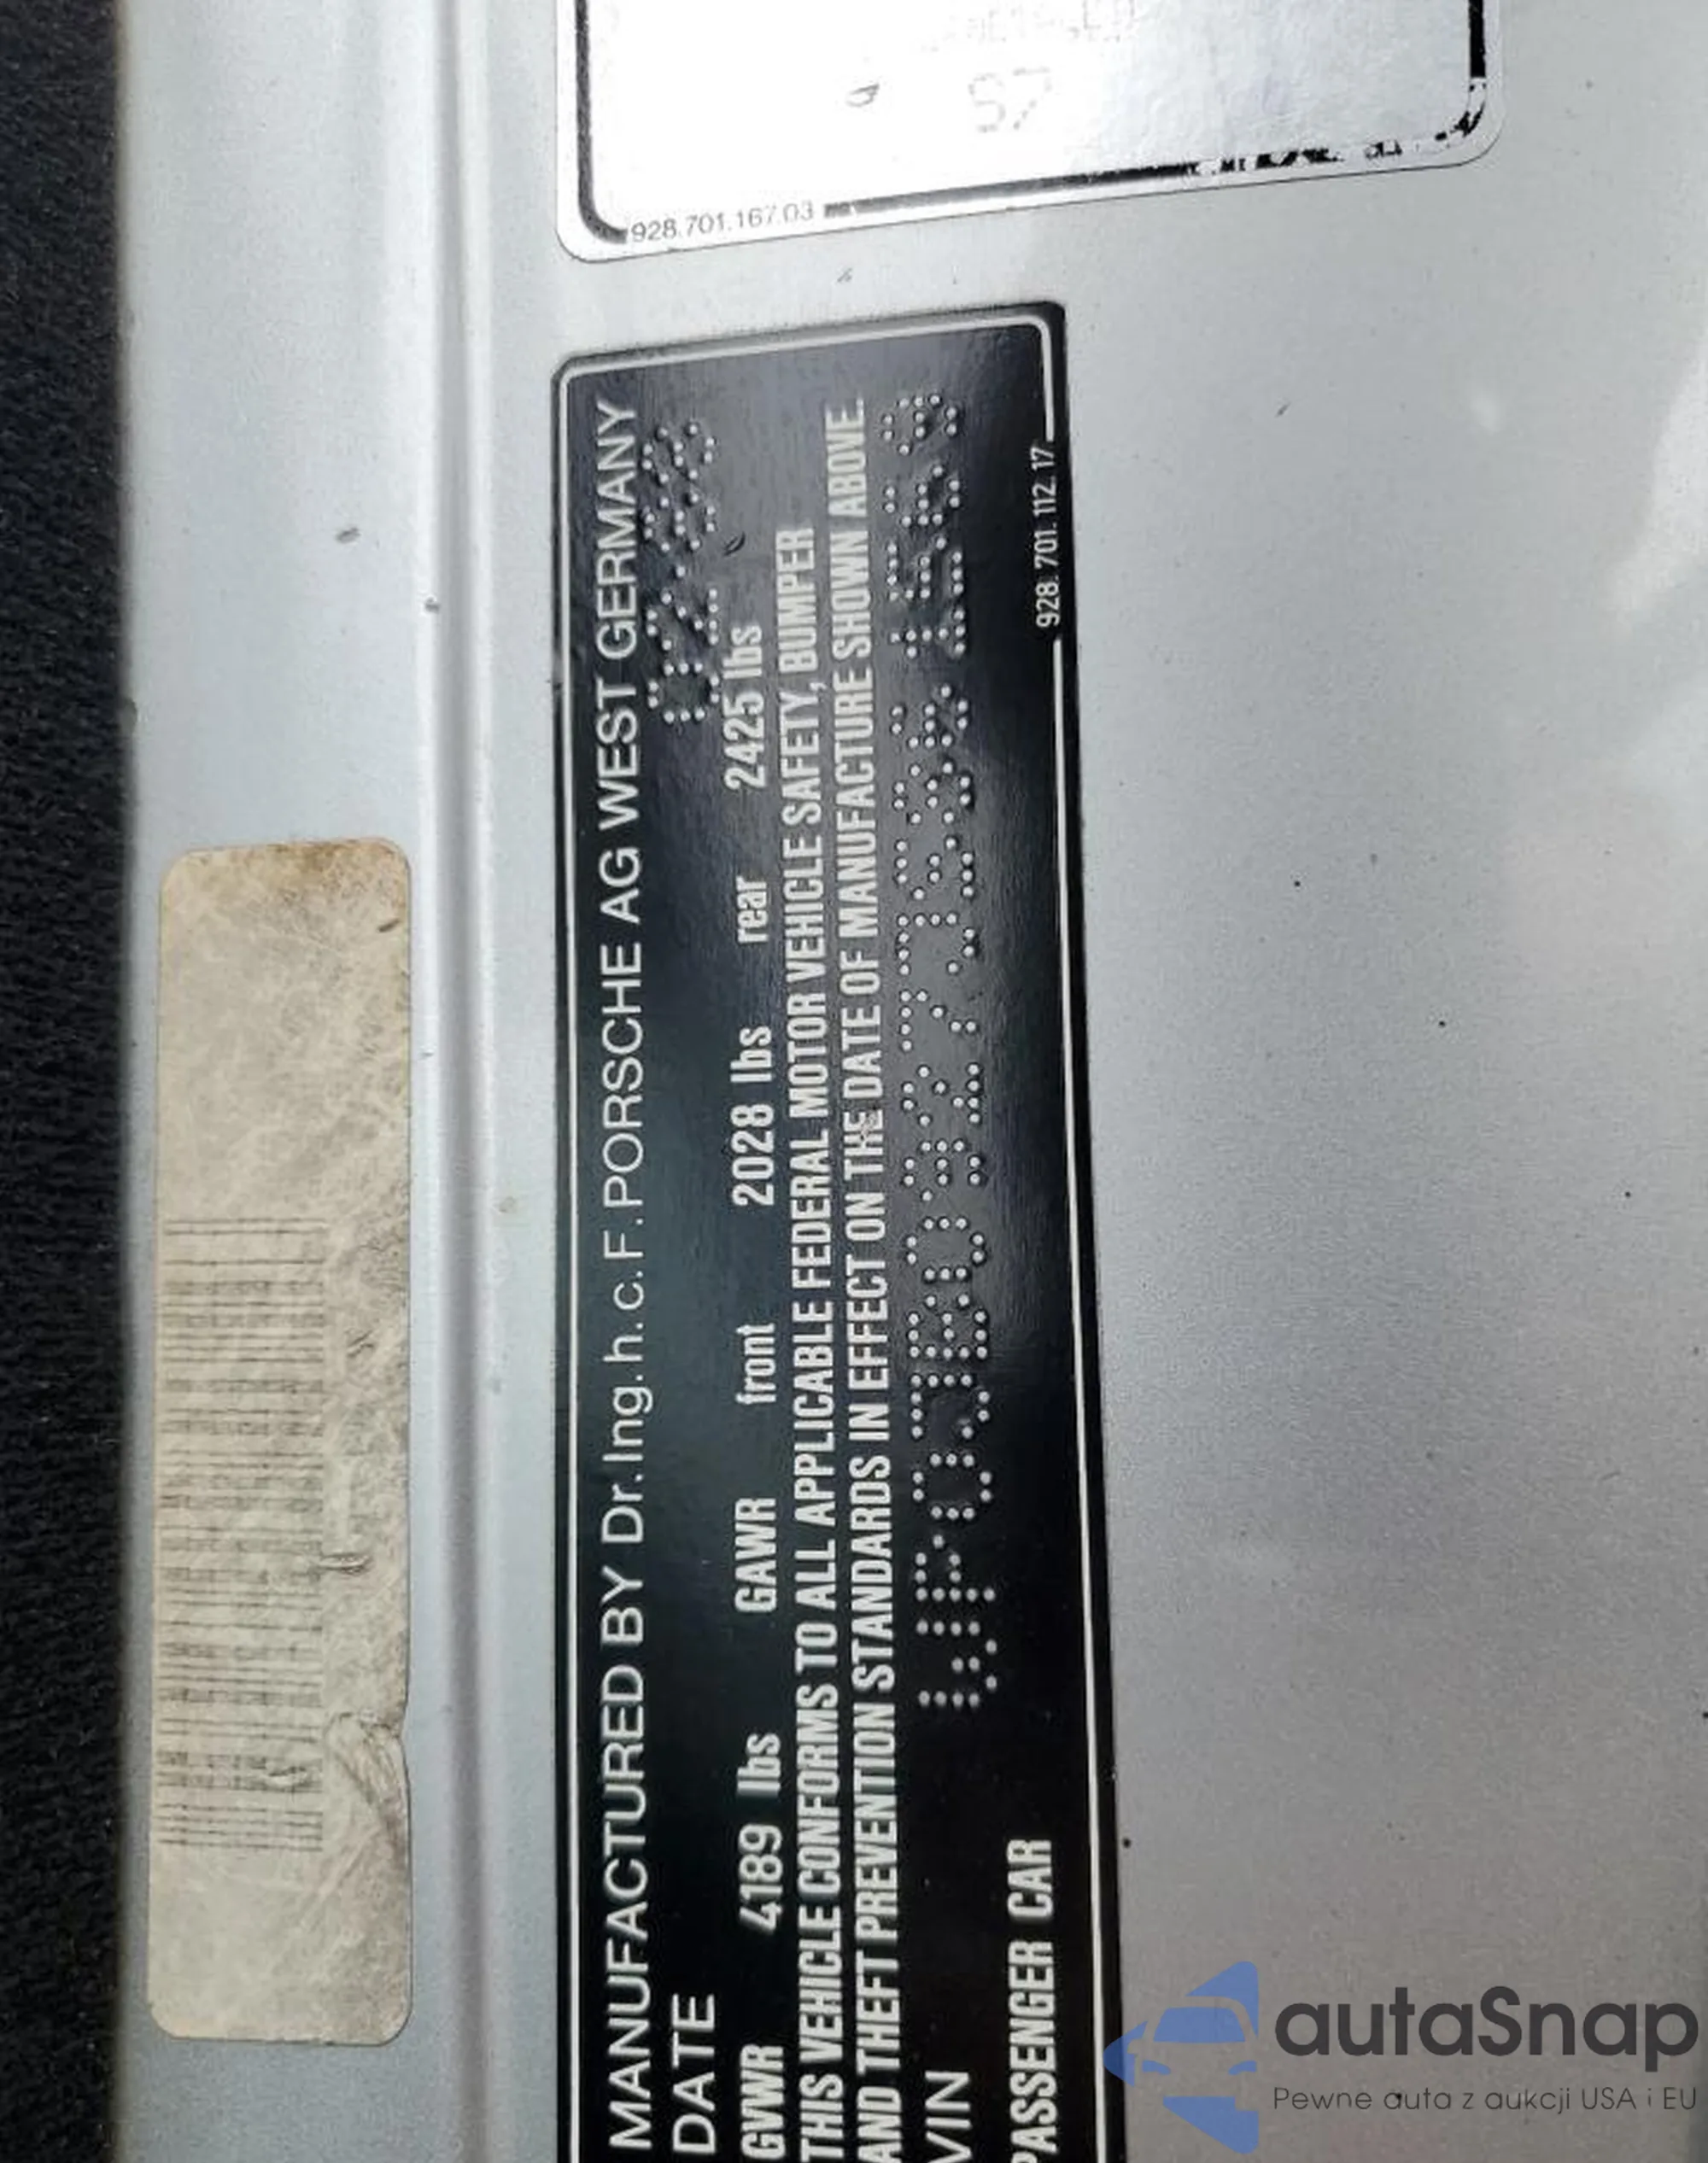 S7
928.701.167.03
MANUFACTURED BY Dr.Ing.h.c.F.PORSCHE AG WEST GERMANY
DATE
GVWR 4189 lbs GAWR front 2028 lbs rear 2425 lbs
THIS VEHICLE CONFORMS TO ALL APPLICABLE FEDERAL MOTOR VEHICLE SAFETY, BUMPER
AND THEFT PREVENTION STANDARDS IN EFFECT ON THE DATE OF MANUFACTURE SHOWN ABOVE.
VIN WP0JB0927JS861569
PASSENGER CAR 928. 701. 112. 17
autaSnap
Pewne auta z aukcji USA i EU